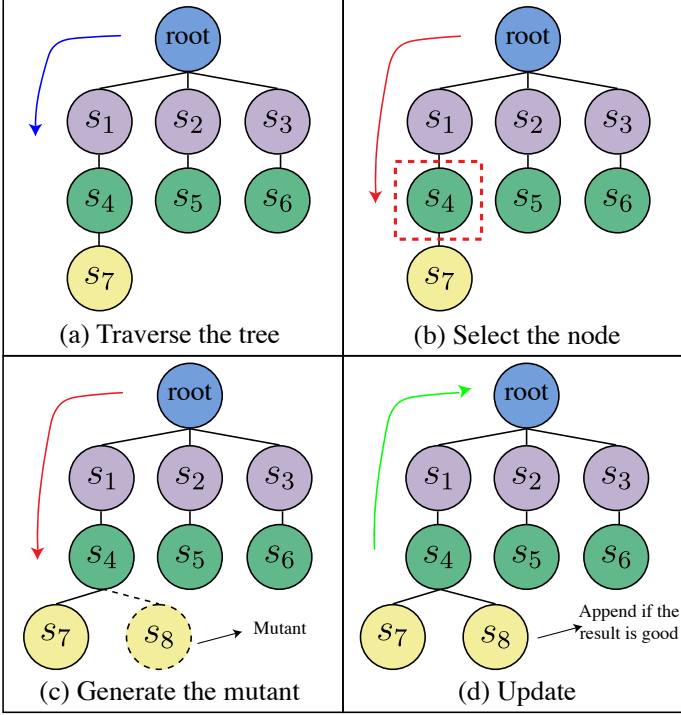 root
s1 s2 s3
s4 s5 s6
s7
(a) Traverse the tree
root
s1 s2 s3
s4 s5 s6
s7
(b) Select the node
root
s1 s2 s3
s4 s5 s6
s7 s8 Mutant
(c) Generate the mutant
root
s1 s2 s3
s4 s5 s6
s7 s8
Append if the
result is good
(d) Update